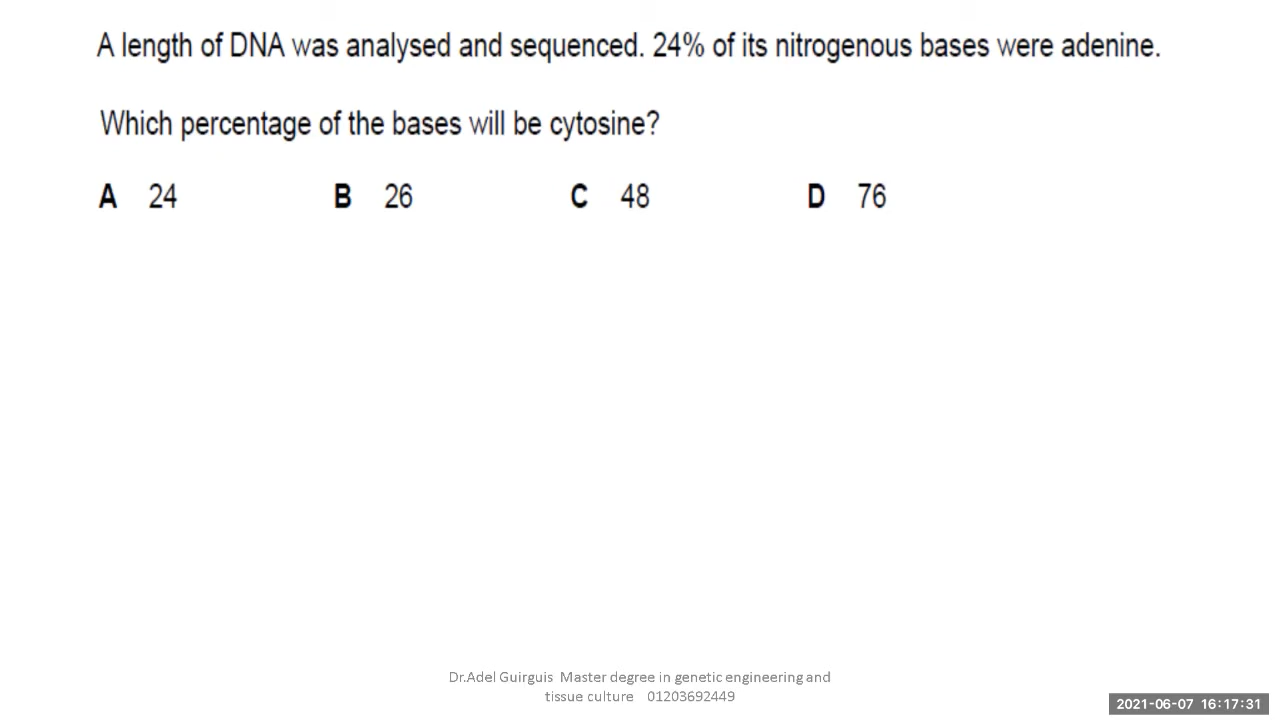 A length of DNA was analysed and sequenced. 24% of its nitrogenous bases were adenine.
Which percentage of the bases will be cytosine?
A 24 B 26 C 48 D 76
Dr.Adel Guirguis Master degree in genetic engineering and
tissue culture 01203692449
2021-06-07 16:17:31